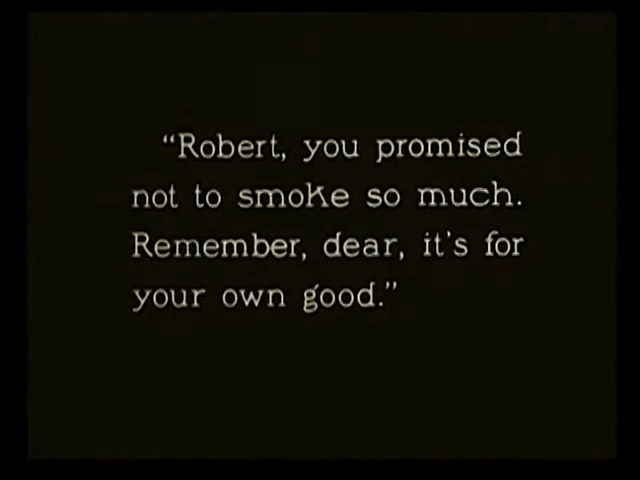 “Robert, you promised
not to smoke so much.
Remember, dear, it's for
your own good.”